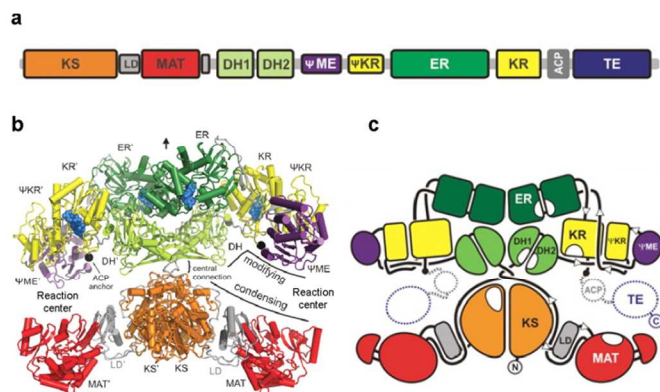 a
KS LD MAT DH1 DH2 ΨME ΨKR ER KR ACP TE
b
ER' ER
KR' KR
ΨKR' ΨKR
DH' DH
ΨME' ΨME
ACP
anchor
central
connection
modifying
condensing
Reaction
center
Reaction
center
LD' KS' KS LD
MAT' MAT
c
ER
DH1 DH2 KR ΨKR ΨME
ACP
TE
C
KS
LD
MAT
N